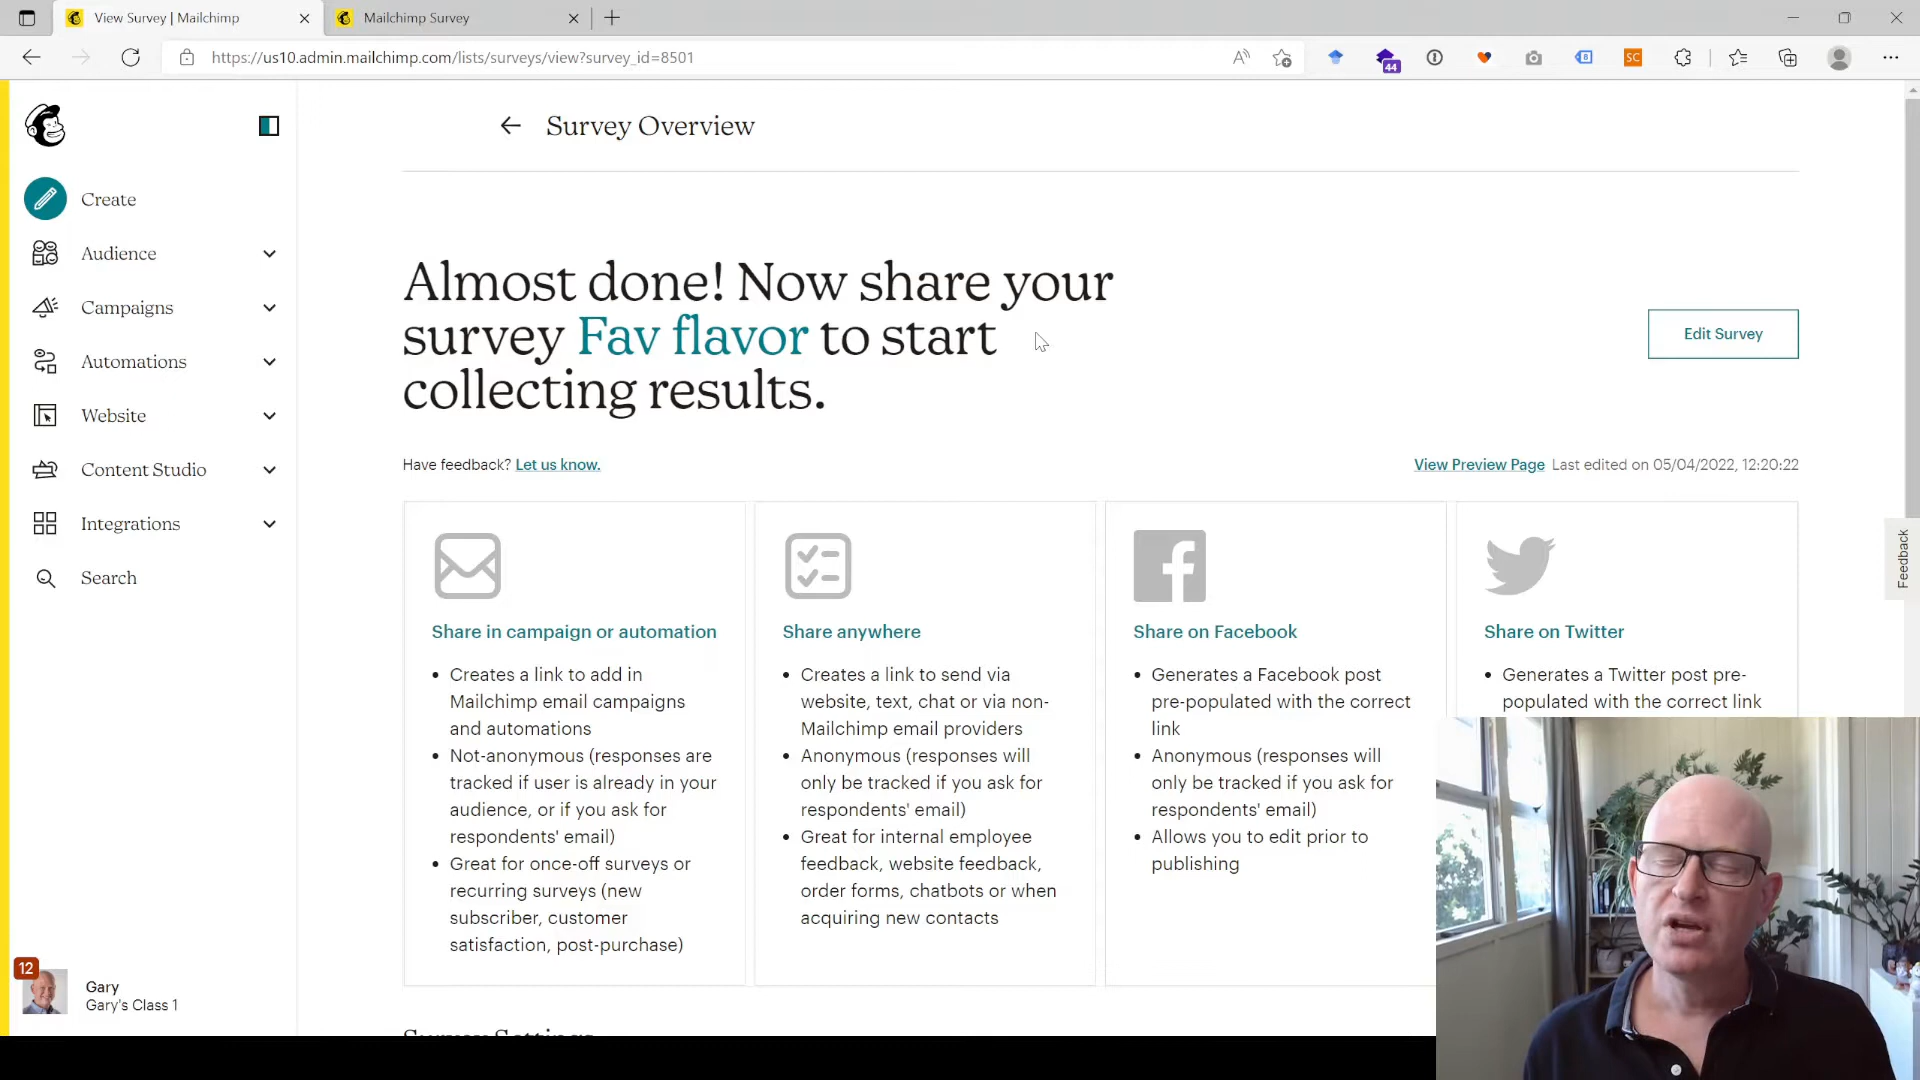 View Survey | Mailchimp
Mailchimp Survey
https://us10.admin.mailchimp.com/lists/surveys/view?survey_id=8501
44
SC
Survey Overview
Create
Audience
Campaigns
Automations
Website
Content Studio
Integrations
Search
12
Gary
Gary's Class 1
Almost done! Now share your
survey Fav flavor to start
collecting results.
Edit Survey
Have feedback? Let us know.
View Preview Page Last edited on 05/04/2022, 12:20:22
Share in campaign or automation
Creates a link to add in
Mailchimp email campaigns
and automations
Not-anonymous (responses are
tracked if user is already in your
audience, or if you ask for
respondents' email)
Great for once-off surveys or
recurring surveys (new
subscriber, customer
satisfaction, post-purchase)
Share anywhere
Creates a link to send via
website, text, chat or via non-
Mailchimp email providers
Anonymous (responses will
only be tracked if you ask for
respondents' email)
Great for internal employee
feedback, website feedback,
order forms, chatbots or when
acquiring new contacts
Share on Facebook
Generates a Facebook post
pre-populated with the correct
link
Anonymous (responses will
only be tracked if you ask for
respondents' email)
Allows you to edit prior to
publishing
Share on Twitter
Generates a Twitter post pre-
populated with the correct link
Feedback
Survey Settings